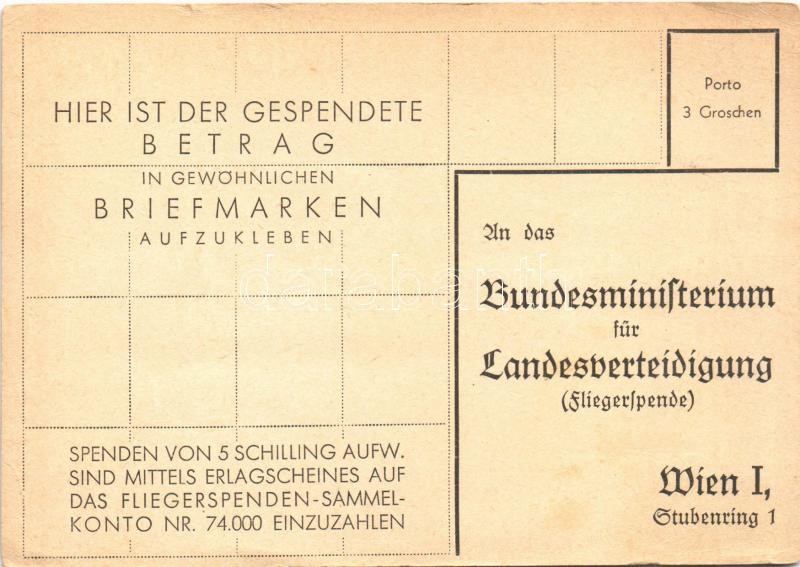 HIER IST DER GESPENDETE
BETRAG
IN GEWÖHNLICHEN
BRIEFMARKEN
AUFZUKLEBEN
SPENDEN VON 5 SCHILLING AUFW.
SIND MITTELS ERLAGSCHEINES AUF
DAS FLIEGERSPENDEN-SAMMEL-
KONTO NR. 74.000 EINZUZAHLEN
Porto
3 Groschen
An das
Bundesministerium
für
Landesverteidigung
(Fliegerspende)
Wien I,
Stubenring 1
darabanth